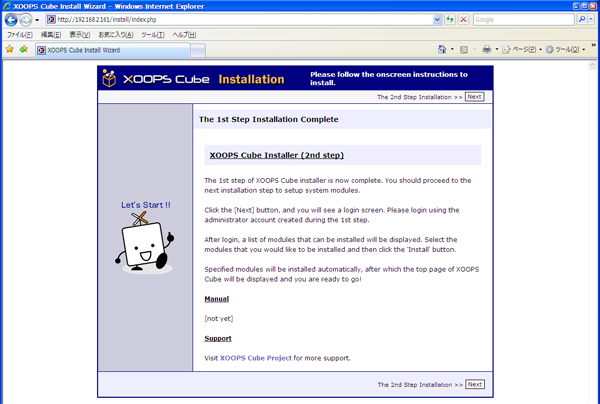 XOOPS Cube Install Wizard - Windows Internet Explorer
http://192.168.2.161/install/index.php
Google
ファイル(F) 編集(E) 表示(V) お気に入り(A) ツール(T) ヘルプ(H)
XOOPS Cube Install Wizard
ページ(P) ツール(O)
XOOPS Cube Installation
Please follow the onscreen instructions to
install.
The 2nd Step Installation >> Next
The 1st Step Installation Complete
XOOPS Cube Installer (2nd step)
The 1st step of XOOPS Cube installer is now complete. You should proceed to the
next installation step to setup system modules.
Click the [Next] button, and you will see a login screen. Please login using the
administrator account created during the 1st step.
Let's Start !!
After login, a list of modules that can be installed will be displayed. Select the
modules that you would like to be installed and then click the 'Install' button.
Specified modules will be installed automatically, after which the top page of XOOPS
Cube will be displayed and you are ready to go!
Manual
[not yet]
Support
Visit XOOPS Cube Project for more support.
The 2nd Step Installation >> Next